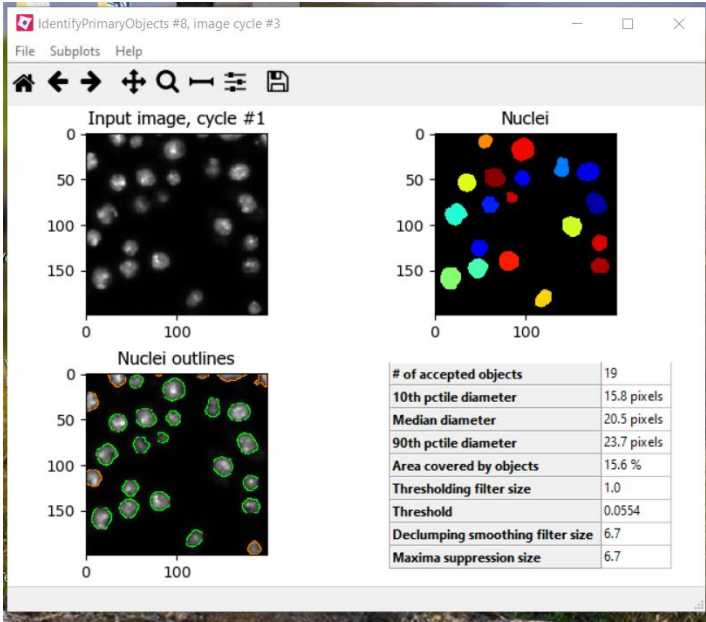 IdentifyPrimaryObjects #8, image cycle #3
File Subplots Help
Input image, cycle #1
0
50
100
150
0 100
Nuclei
0
50
100
150
0 100
Nuclei outlines
0
50
100
150
0 100
# of accepted objects 19
10th pctile diameter 15.8 pixels
Median diameter 20.5 pixels
90th pctile diameter 23.7 pixels
Area covered by objects 15.6 %
Thresholding filter size 1.0
Threshold 0.0554
Declumping smoothing filter size 6.7
Maxima suppression size 6.7